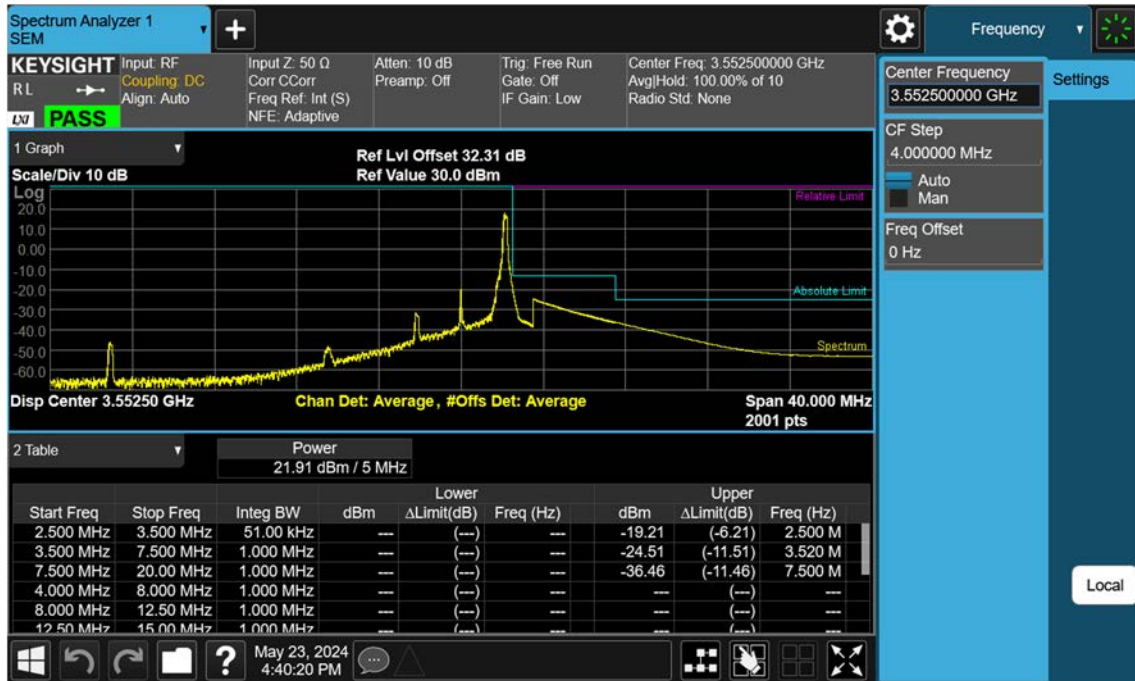 Spectrum Analyzer 1
SEM
Frequency
KEYSIGHT
R L
LXI
PASS
Input: RF
Coupling: DC
Align: Auto
Input Z: 50 Ω
Corr CCorr
Freq Ref: Int (S)
NFE: Adaptive
Atten: 10 dB
Preamp: Off
Trig: Free Run
Gate: Off
IF Gain: Low
Center Freq: 3.552500000 GHz
Avg|Hold: 100.00% of 10
Radio Std: None
Center Frequency
3.552500000 GHz
Settings
CF Step
4.000000 MHz
Auto
Man
Freq Offset
0 Hz
Local
1 Graph
Ref Lvl Offset 32.31 dB
Scale/Div 10 dB
Ref Value 30.0 dBm
Log
Relative Limit
20.0
10.0
0.00
-10.0
-20.0
Absolute Limit
-30.0
-40.0
-50.0
Spectrum
-60.0
Disp Center 3.55250 GHz
Chan Det: Average, #Offs Det: Average
Span 40.000 MHz
2001 pts
2 Table
Power
21.91 dBm / 5 MHz
Lower Upper
Start Freq Stop Freq Integ BW dBm ΔLimit(dB) Freq (Hz) dBm ΔLimit(dB) Freq (Hz)
2.500 MHz 3.500 MHz 51.00 kHz --- (---) --- -19.21 (-6.21) 2.500 M
3.500 MHz 7.500 MHz 1.000 MHz --- (---) --- -24.51 (-11.51) 3.520 M
7.500 MHz 20.00 MHz 1.000 MHz --- (---) --- -36.46 (-11.46) 7.500 M
4.000 MHz 8.000 MHz 1.000 MHz --- (---) --- --- (---) ---
8.000 MHz 12.50 MHz 1.000 MHz --- (---) --- --- (---) ---
12.50 MHz 15.00 MHz 1.000 MHz --- (---) --- --- (---) ---
?
May 23, 2024
4:40:20 PM